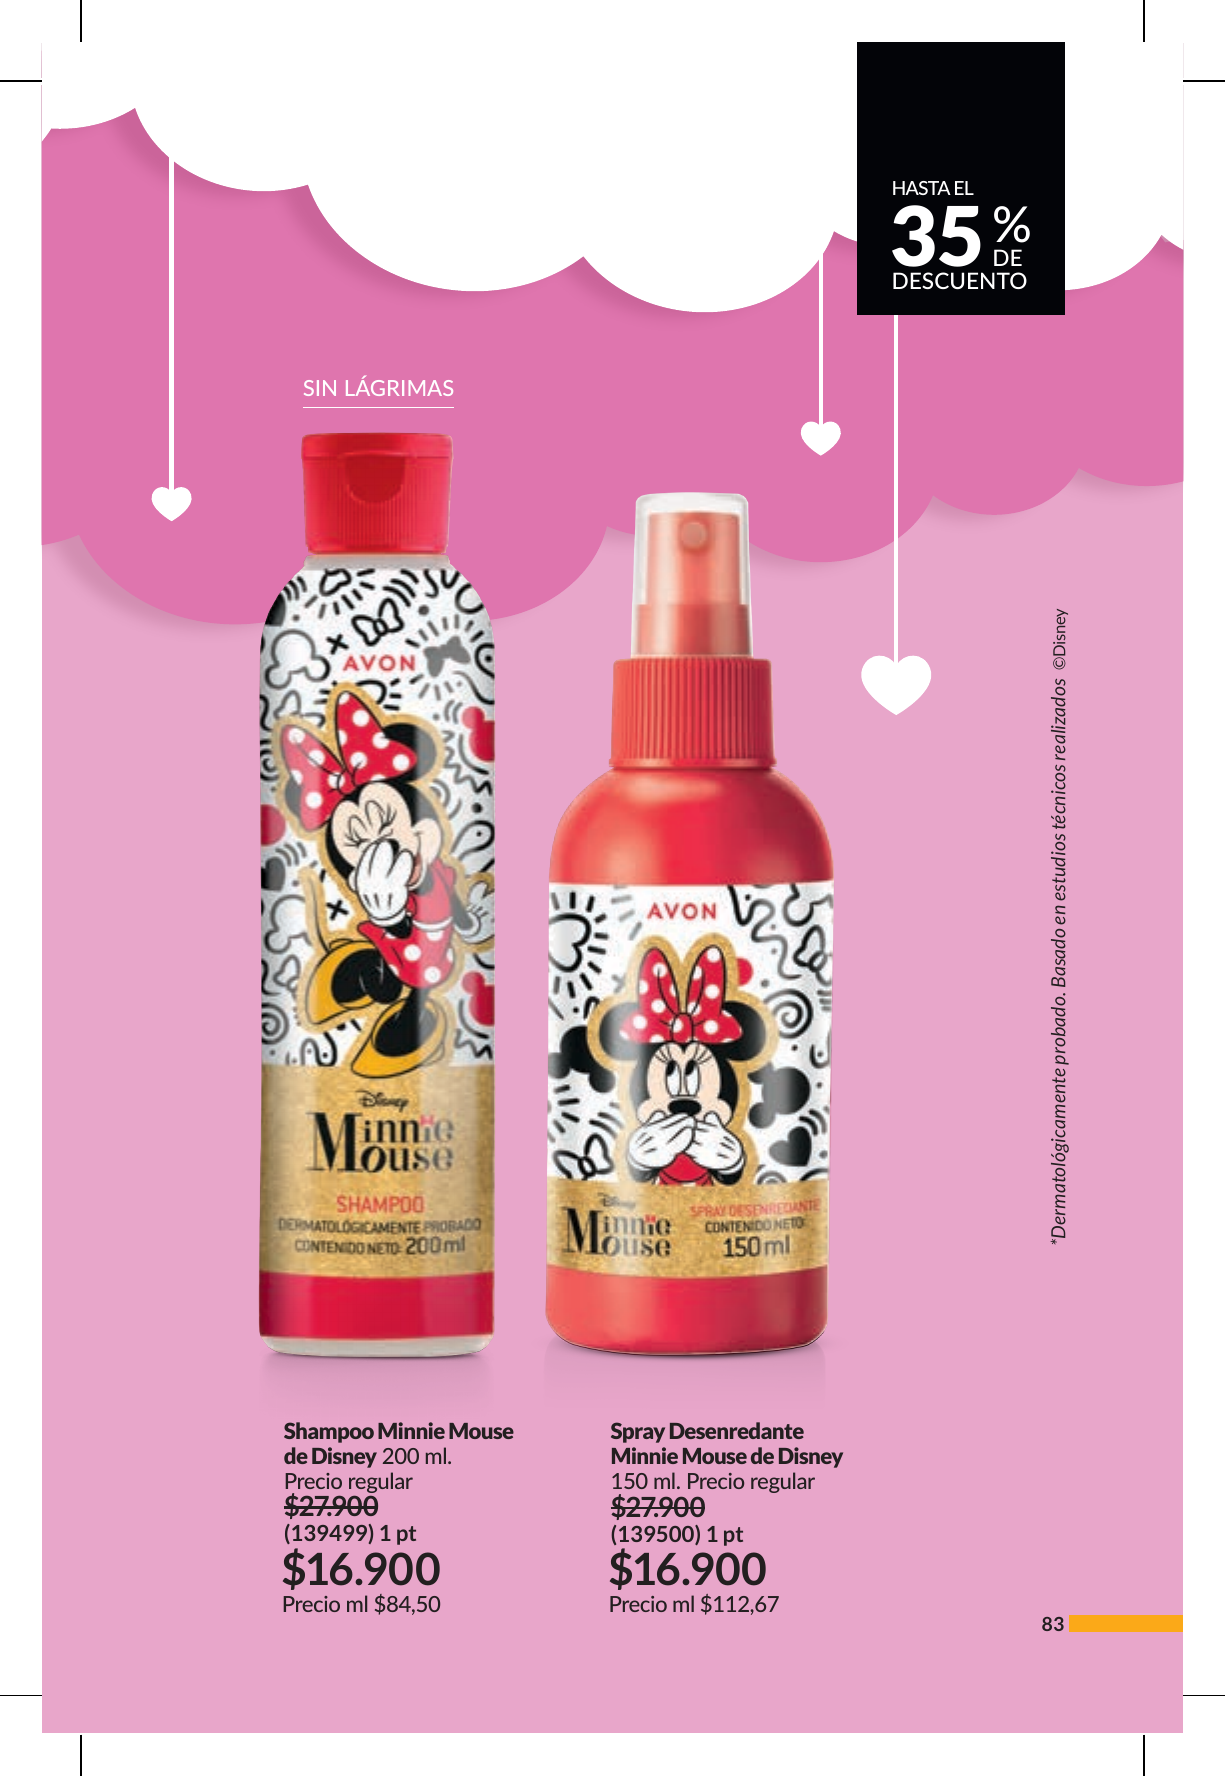 HASTA EL
35%
DE
DESCUENTO
SIN LÁGRIMAS
AVON
Disney
Minnie
Mouse
SHAMPOO
DERMATOLÓGICAMENTE PROBADO
CONTENIDO NETO: 200 ml
AVON
Disney
Minnie
Mouse
SPRAY DESENREDANTE
CONTENIDO NETO:
150 ml
*Dermatológicamente probado. Basado en estudios técnicos realizados ©Disney
Shampoo Minnie Mouse
de Disney 200 ml.
Precio regular
$27.900
(139499) 1 pt
$16.900
Precio ml $84,50
Spray Desenredante
Minnie Mouse de Disney
150 ml. Precio regular
$27.900
(139500) 1 pt
$16.900
Precio ml $112,67
83